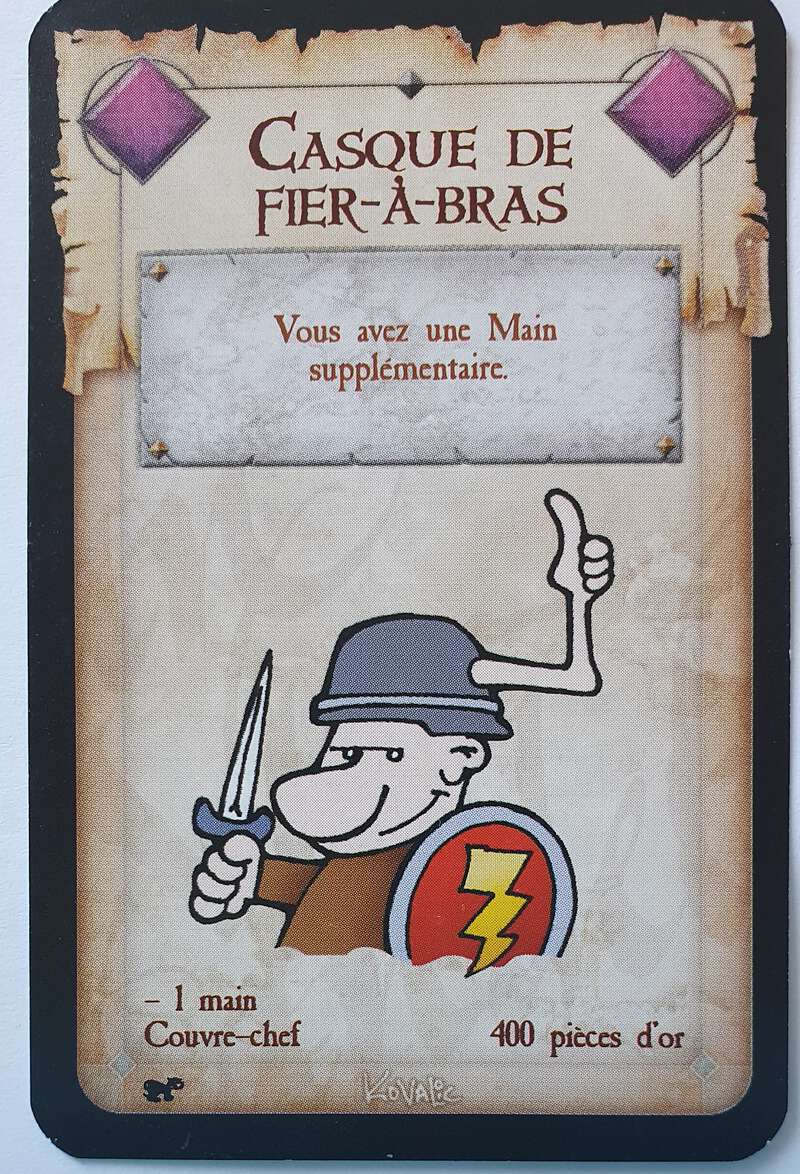 Casque de
fier-à-bras
Vous avez une Main
supplémentaire.
– 1 main
Couvre-chef
400 pièces d'or
Kovalic